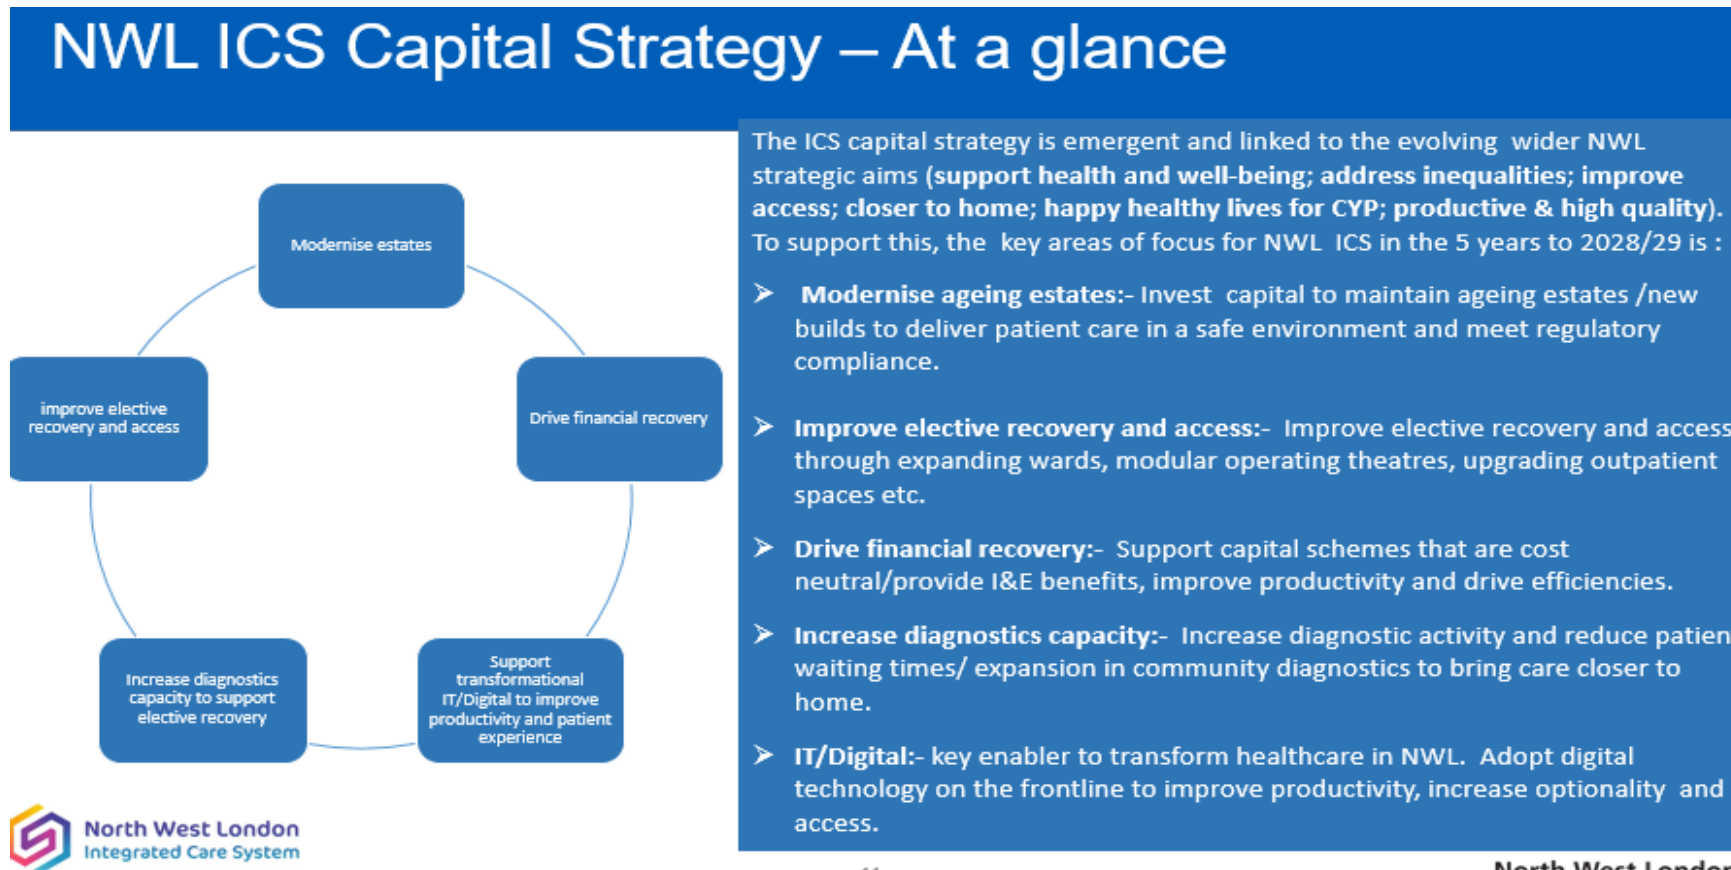 NWL ICS Capital Strategy – At a glance
Modernise estates
improve elective
recovery and access
Drive financial recovery
Increase diagnostics
capacity to support
elective recovery
Support
transformational
IT/Digital to improve
productivity and patient
experience
The ICS capital strategy is emergent and linked to the evolving  wider NWL
strategic aims (support health and well-being; address inequalities; improve
access; closer to home; happy healthy lives for CYP; productive & high quality).
To support this, the  key areas of focus for NWL  ICS in the 5 years to 2028/29 is :
➢ Modernise ageing estates:- Invest  capital to maintain ageing estates /new
builds to deliver patient care in a safe environment and meet regulatory
compliance.
➢ Improve elective recovery and access:-  Improve elective recovery and access
through expanding wards, modular operating theatres, upgrading outpatient
spaces etc.
➢ Drive financial recovery:-  Support capital schemes that are cost
neutral/provide I&E benefits, improve productivity and drive efficiencies.
➢ Increase diagnostics capacity:-  Increase diagnostic activity and reduce patien
waiting times/ expansion in community diagnostics to bring care closer to
home.
➢ IT/Digital:- key enabler to transform healthcare in NWL.  Adopt digital
technology on the frontline to improve productivity, increase optionality  and
access.
North West London
Integrated Care System
North West London